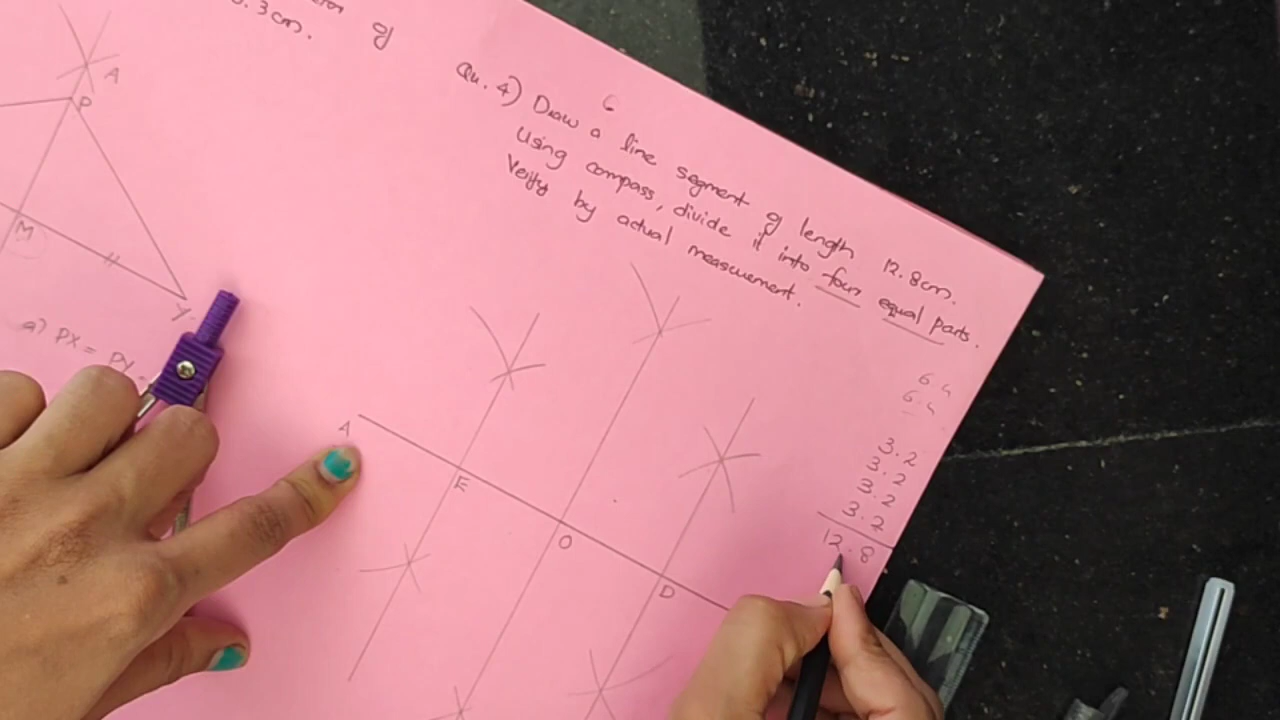 of
3 cm.
6
Qu. 4) Draw a line segment of length 12.8cm.
Using compass, divide it into four equal parts.
Verify by actual measurement.
A
P
M
Y
a) PX = PY
A
E
O
D
6.4
6.4
3.2
3.2
3.2
3.2
12.8